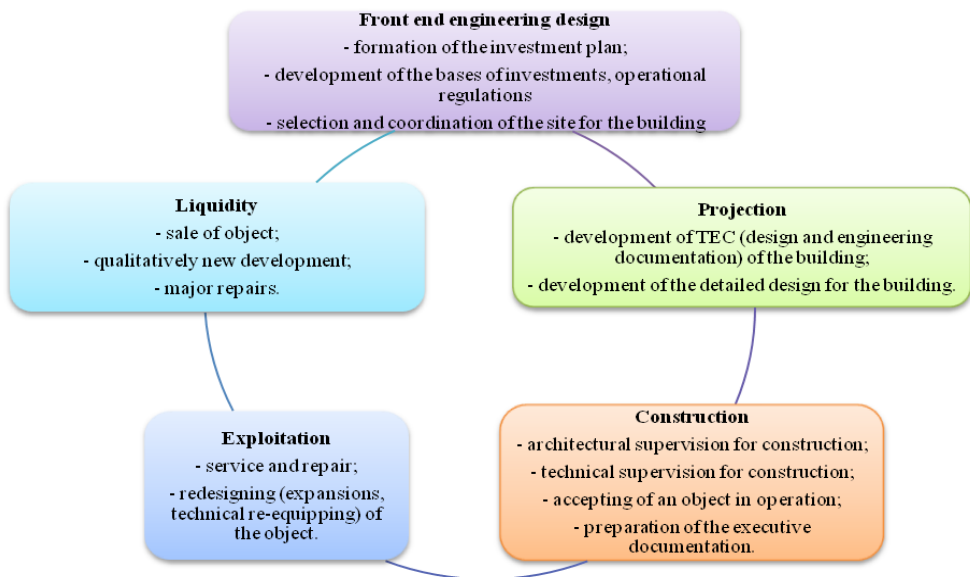 Front end engineering design
- formation of the investment plan;
- development of the bases of investments, operational
regulations
- selection and coordination of the site for the building
Liquidity
- sale of object;
- qualitatively new development;
- major repairs.
Projection
- development of TEC (design and engineering
documentation) of the building;
- development of the detailed design for the building.
Exploitation
- service and repair;
- redesigning (expansions,
technical re-equipping) of
the object.
Construction
- architectural supervision for construction;
- technical supervision for construction;
- accepting of an object in operation;
- preparation of the executive
documentation.